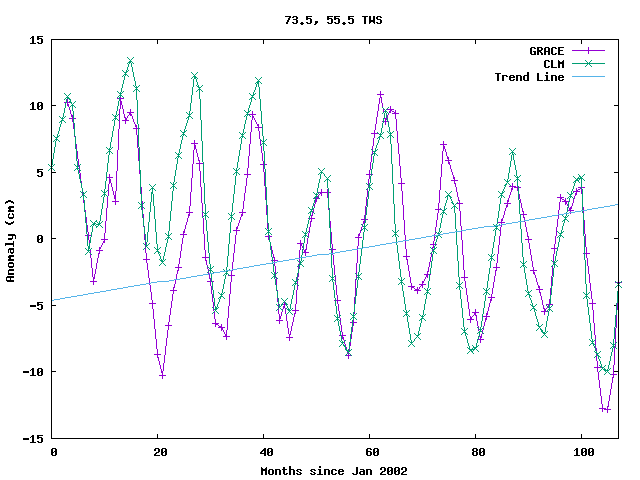 73.5, 55.5 TWS
GRACE
CLM
Trend Line
15
10
5
0
-5
-10
-15
Anomaly (cm)
0 20 40 60 80 100
Months since Jan 2002